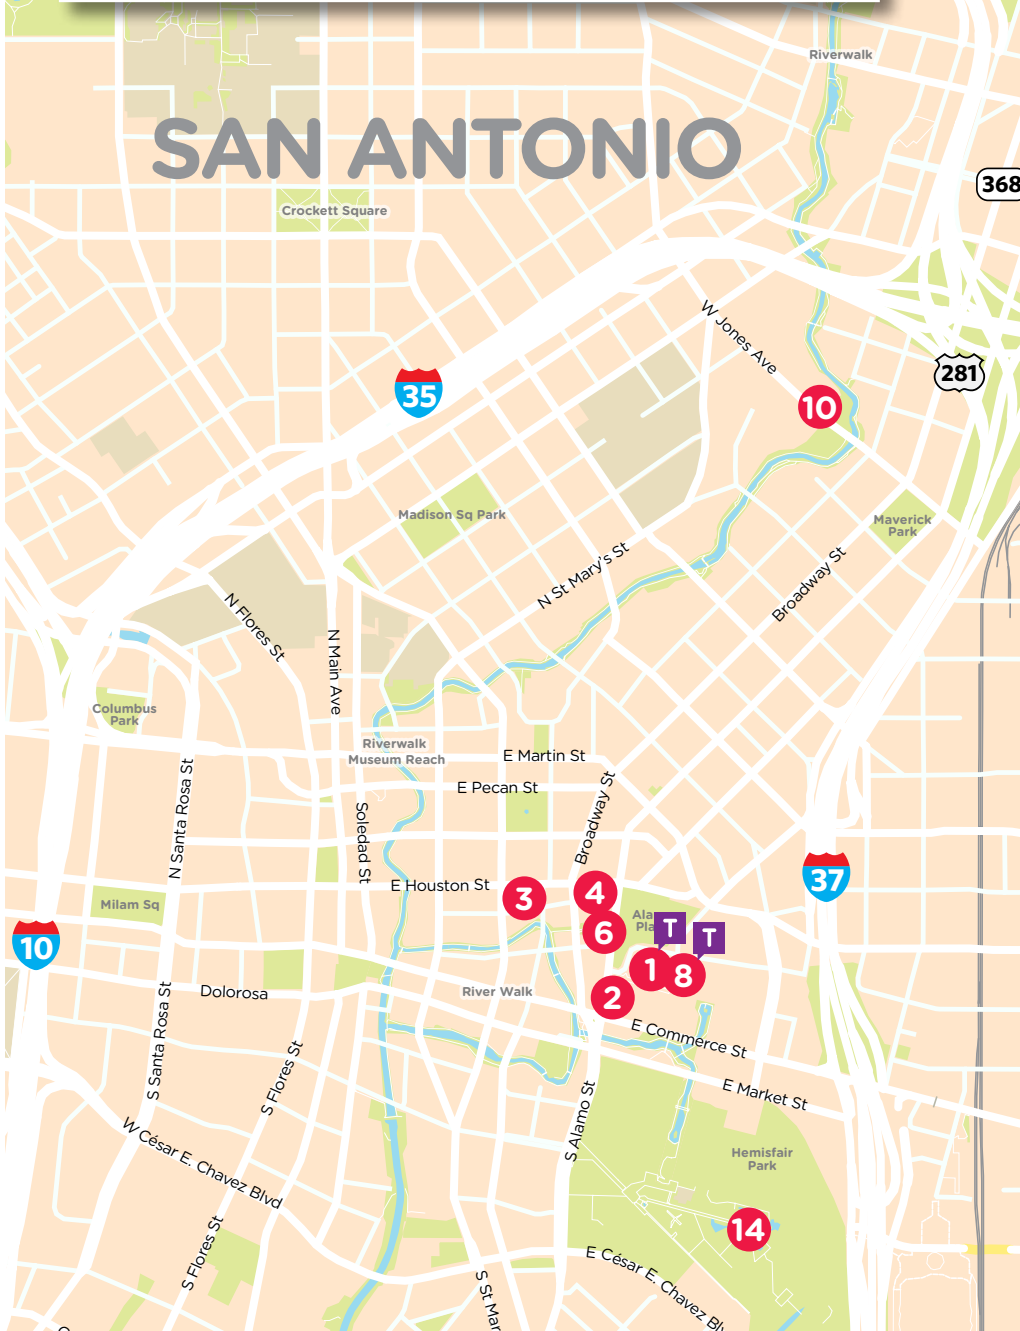 Riverwalk
SAN ANTONIO
368
Crockett Square
W Jones Ave
281
35
10
Madison Sq Park
Maverick
Park
N St Mary's St
Broadway St
N Flores St
N Main Ave
Columbus
Park
Riverwalk
Museum Reach
E Martin St
E Pecan St
N Santa Rosa St
Soledad St
Broadway St
37
E Houston St
3
4
Milam Sq
6
T
T
10
1
8
2
Dolorosa
River Walk
E Commerce St
S Santa Rosa St
S Flores St
E Market St
S Alamo St
W César E. Chavez Blvd
Hemisfair
Park
14
S Flores St
E César E. Chavez
S St